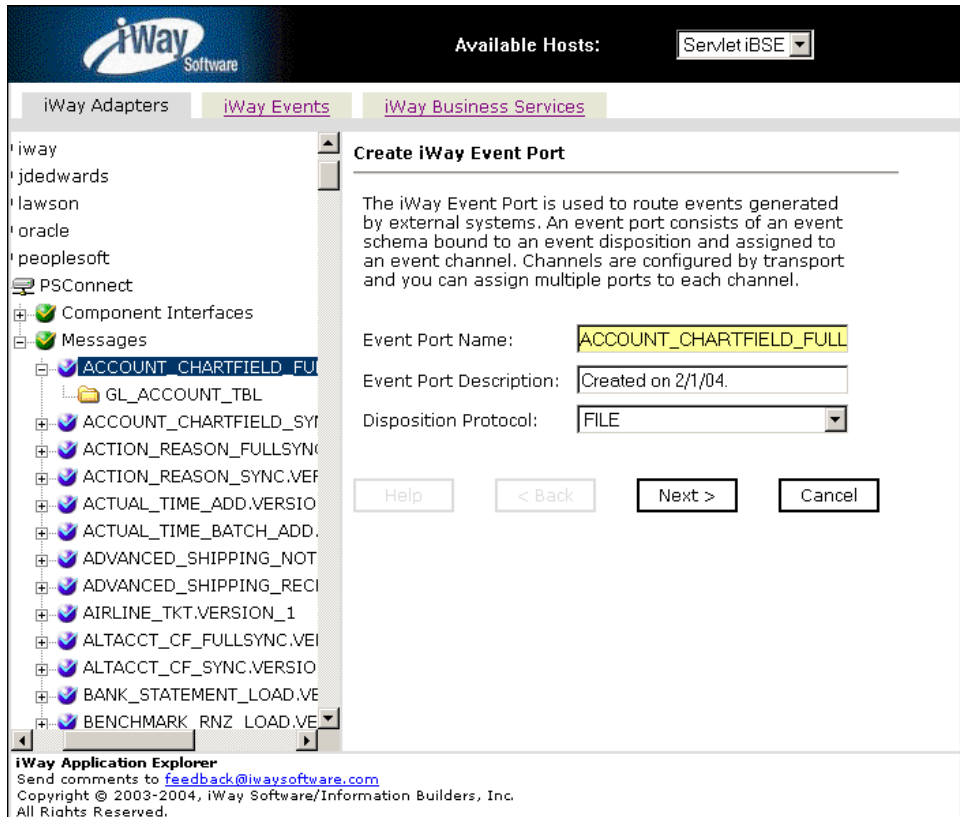 iWay
Software
Available Hosts:
Servlet iBSE
iWay Adapters
iWay Events
iWay Business Services
iway
jdedwards
lawson
oracle
peoplesoft
PSConnect
Component Interfaces
Messages
ACCOUNT_CHARTFIELD_FUL
GL_ACCOUNT_TBL
ACCOUNT_CHARTFIELD_SYN
ACTION_REASON_FULLSYNC
ACTION_REASON_SYNC.VER
ACTUAL_TIME_ADD.VERSIO
ACTUAL_TIME_BATCH_ADD.
ADVANCED_SHIPPING_NOT
ADVANCED_SHIPPING_RECE
AIRLINE_TKT.VERSION_1
ALTACCT_CF_FULLSYNC.VER
ALTACCT_CF_SYNC.VERSIO
BANK_STATEMENT_LOAD.VE
BENCHMARK_RNZ_LOAD.VE
Create iWay Event Port
The iWay Event Port is used to route events generated
by external systems. An event port consists of an event
schema bound to an event disposition and assigned to
an event channel. Channels are configured by transport
and you can assign multiple ports to each channel.
Event Port Name:
ACCOUNT_CHARTFIELD_FULL
Event Port Description:
Created on 2/1/04.
Disposition Protocol:
FILE
Help
< Back
Next >
Cancel
iWay Application Explorer
Send comments to feedback@iwaysoftware.com
Copyright © 2003-2004, iWay Software/Information Builders, Inc.
All Rights Reserved.